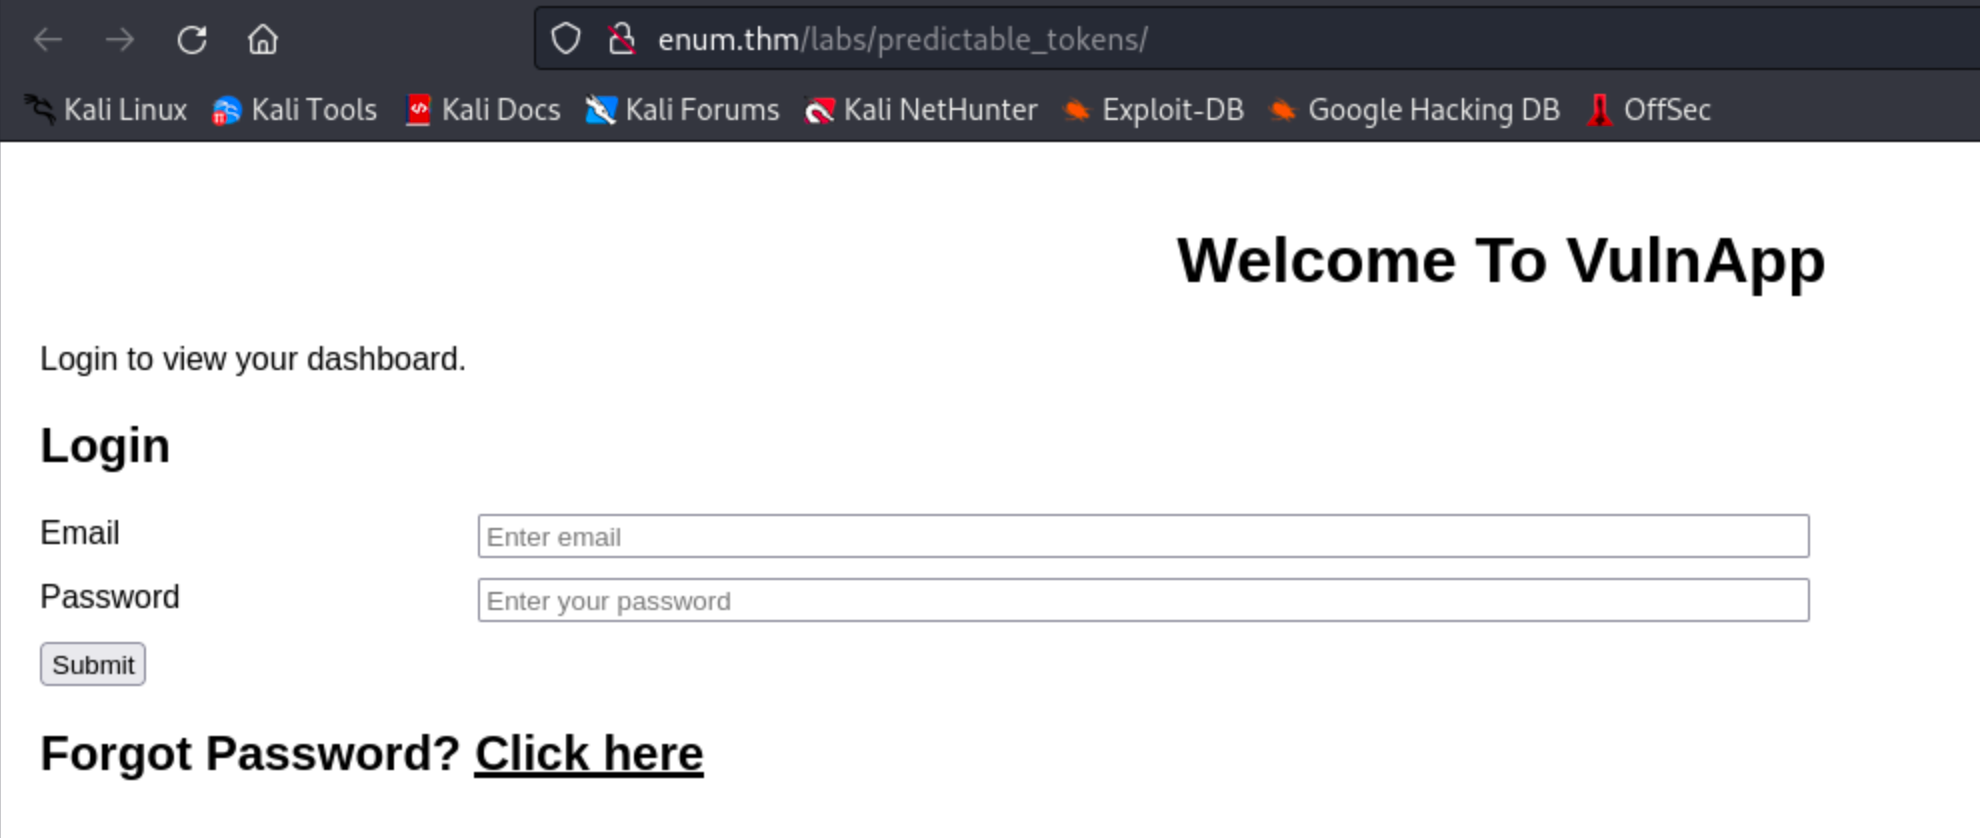 enum.thm/labs/predictable_tokens/
Kali Linux Kali Tools Kali Docs Kali Forums Kali NetHunter Exploit-DB Google Hacking DB OffSec
Welcome To VulnApp
Login to view your dashboard.
Login
Email Enter email
Password Enter your password
Submit
Forgot Password? Click here